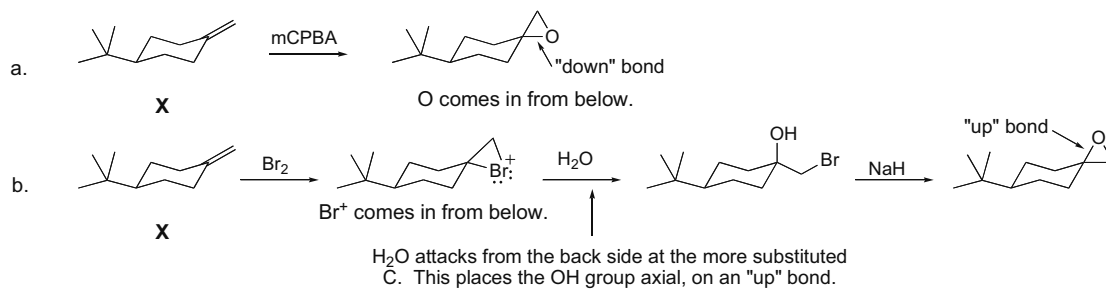 a.
X
mCPBA
O
"down" bond
O comes in from below.
b.
X
Br₂
Br:
+
Br⁺ comes in from below.
H₂O
OH
Br
NaH
"up" bond
O
H₂O attacks from the back side at the more substituted
C. This places the OH group axial, on an "up" bond.